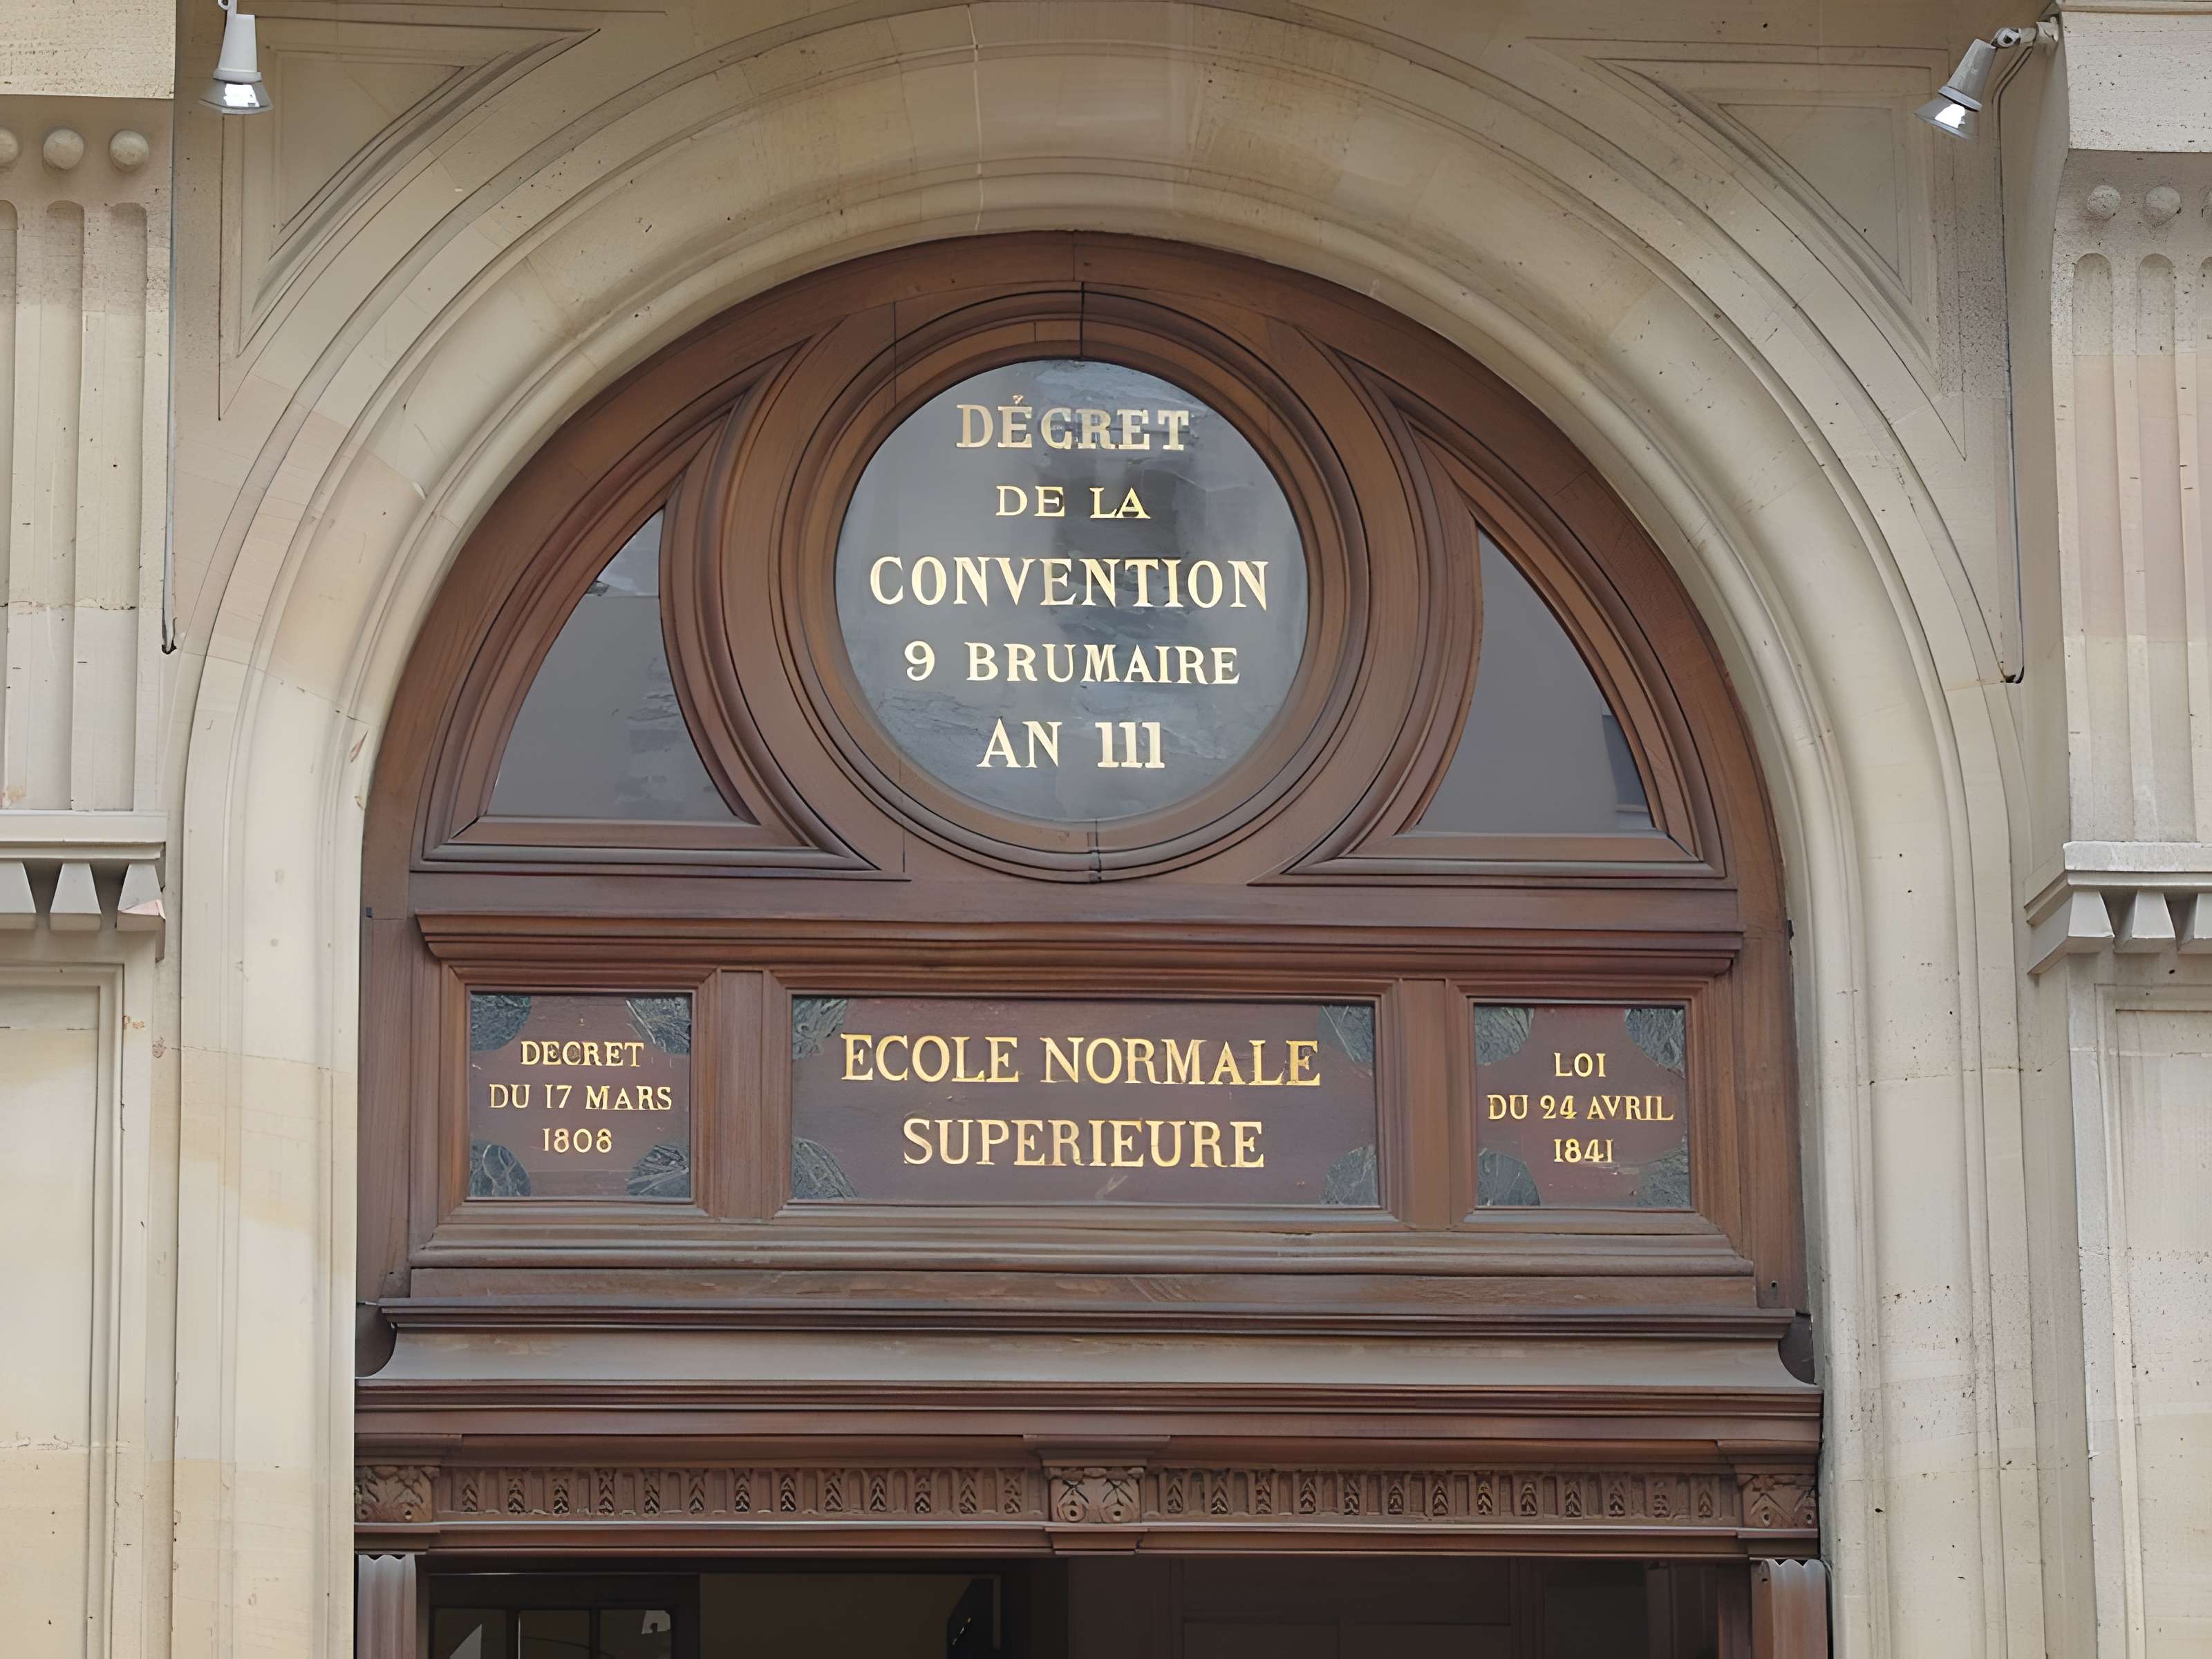 DÉCRET
DE LA
CONVENTION
9 BRUMAIRE
AN III
DECRET
DU 17 MARS
1808
ECOLE NORMALE
SUPERIEURE
LOI
DU 24 AVRIL
1841